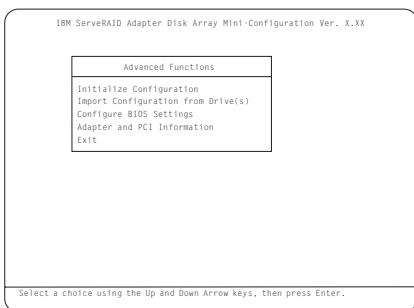 IBM ServeRAID Adapter Disk Array Mini-Configuration Ver. X.XX
Advanced Functions
Initialize Configuration
Import Configuration from Drive(s)
Configure BIOS Settings
Adapter and PCI Information
Exit
Select a choice using the Up and Down Arrow keys, then press Enter.